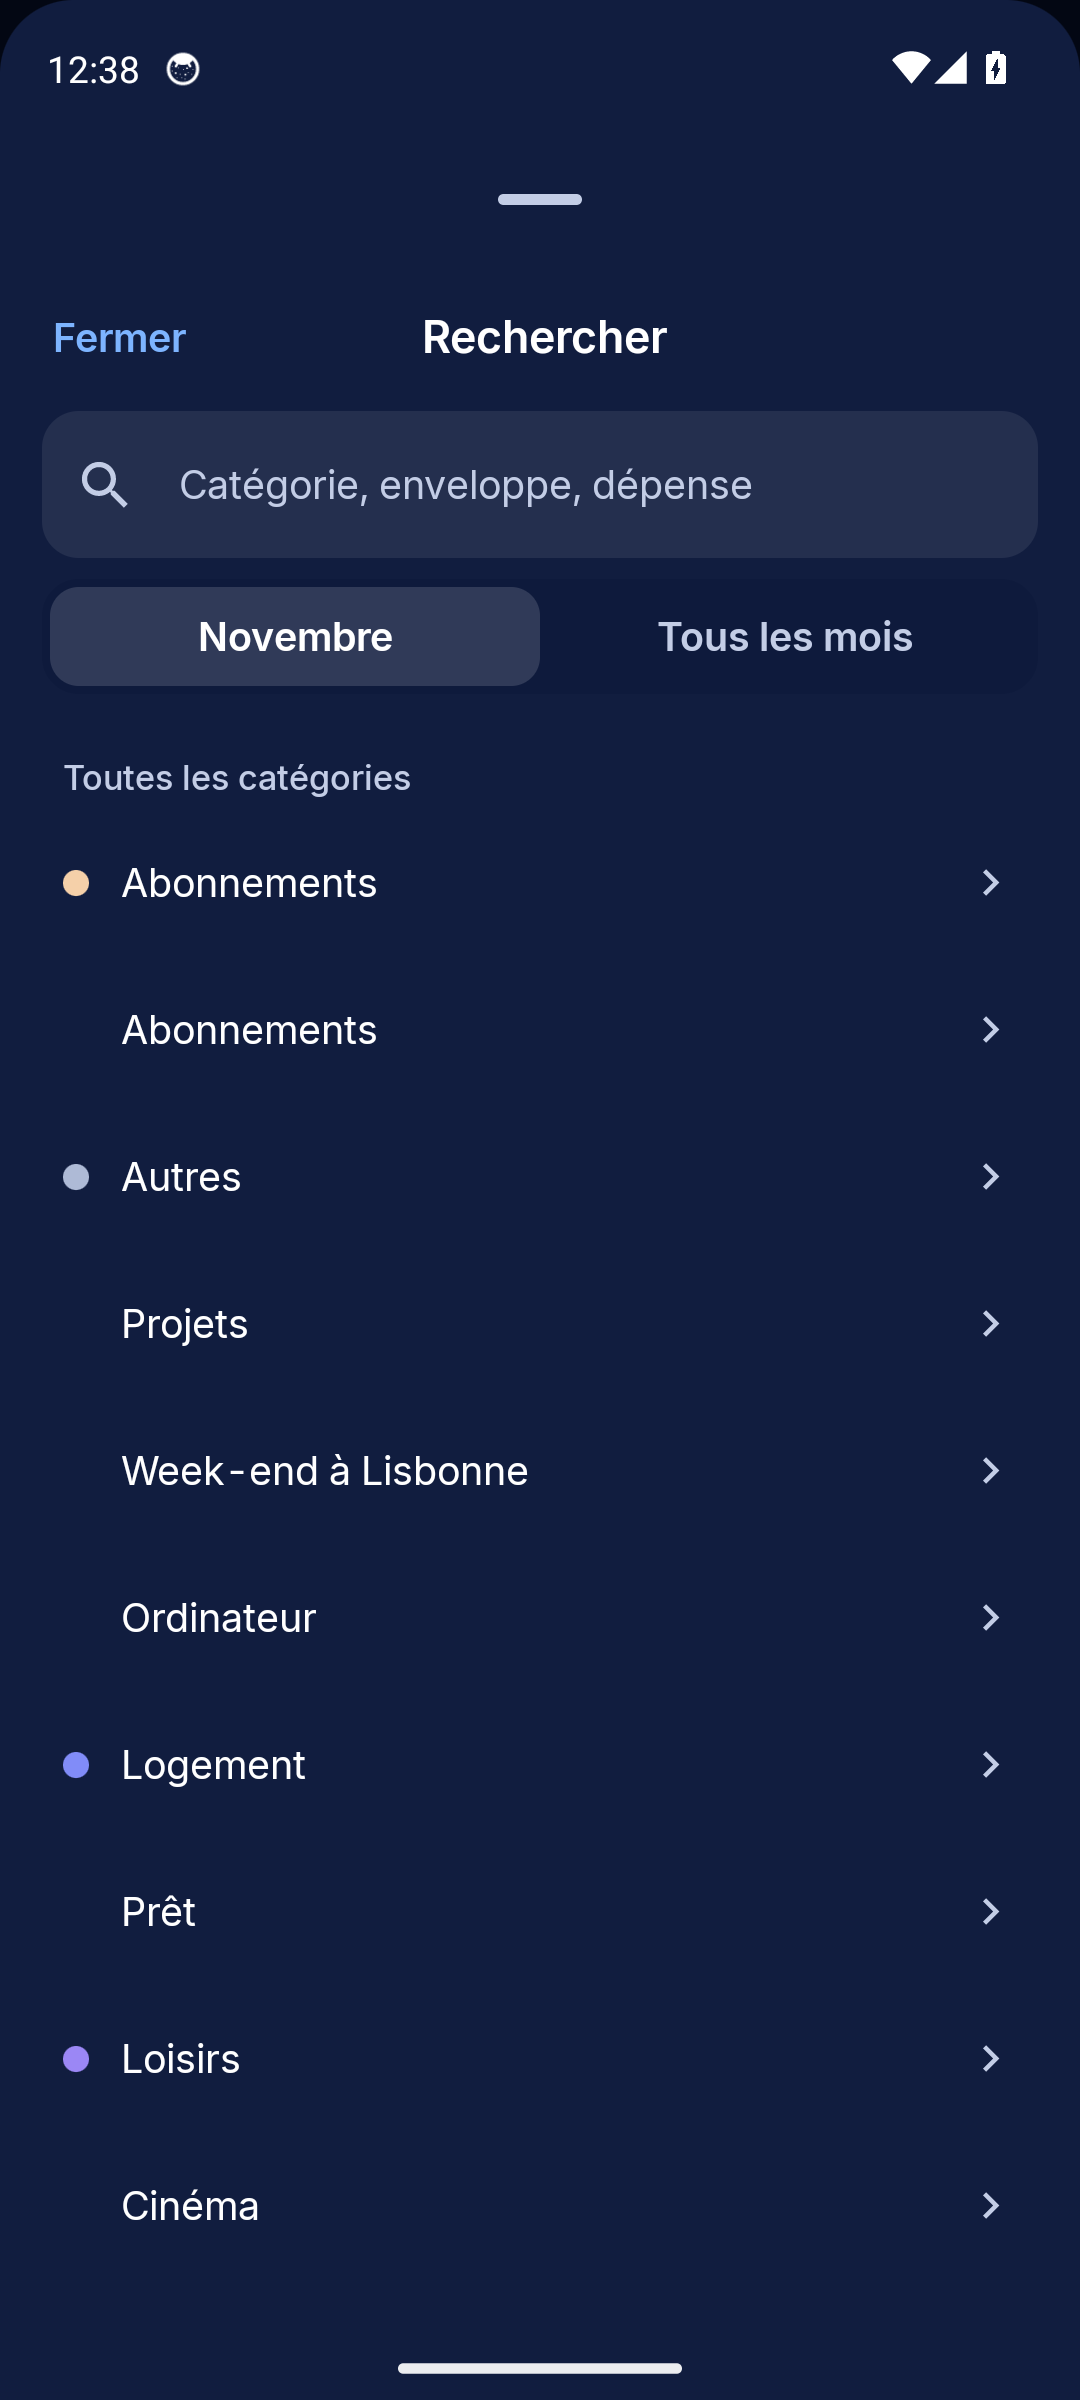 12:38
Fermer
Rechercher
Catégorie, enveloppe, dépense
Novembre
Tous les mois
Toutes les catégories
Abonnements
Abonnements
Autres
Projets
Week-end à Lisbonne
Ordinateur
Logement
Prêt
Loisirs
Cinéma